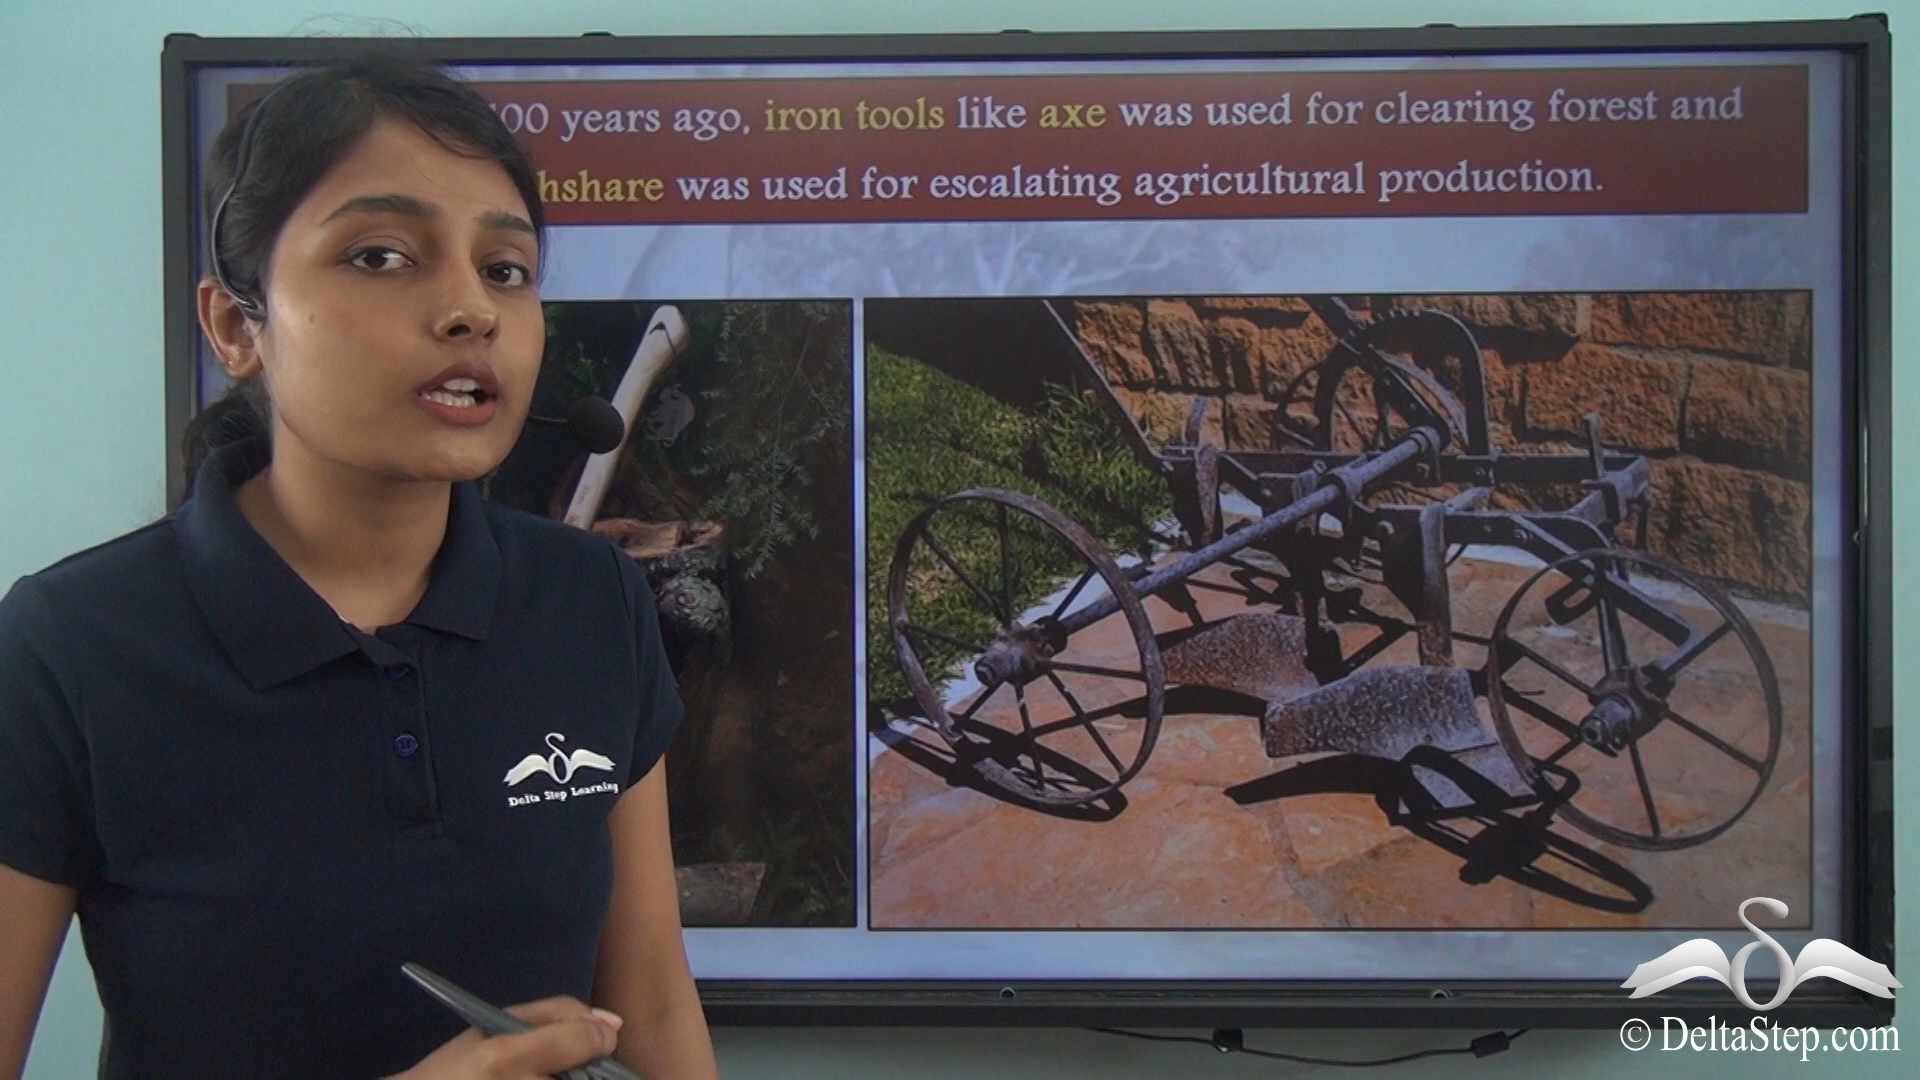 00 years ago, iron tools like axe was used for clearing forest and
hshare was used for escalating agricultural production.
Delta Step Learning
© DeltaStep.com